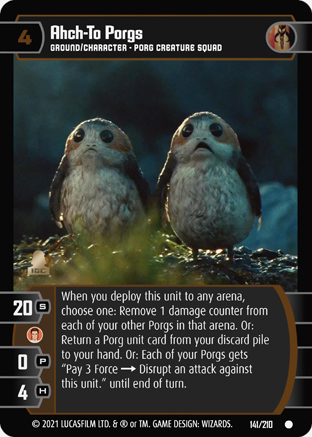 4
Ahch-To Porgs
GROUND/CHARACTER - PORG CREATURE SQUAD
IGC
20 S
0 P
4 H
When you deploy this unit to any arena,
choose one: Remove 1 damage counter from
each of your other Porgs in that arena. Or:
Return a Porg unit card from your discard pile
to your hand. Or: Each of your Porgs gets
“Pay 3 Force → Disrupt an attack against
this unit.” until end of turn.
© 2021 LUCASFILM LTD. & ® or TM. GAME DESIGN: WIZARDS.
141/210